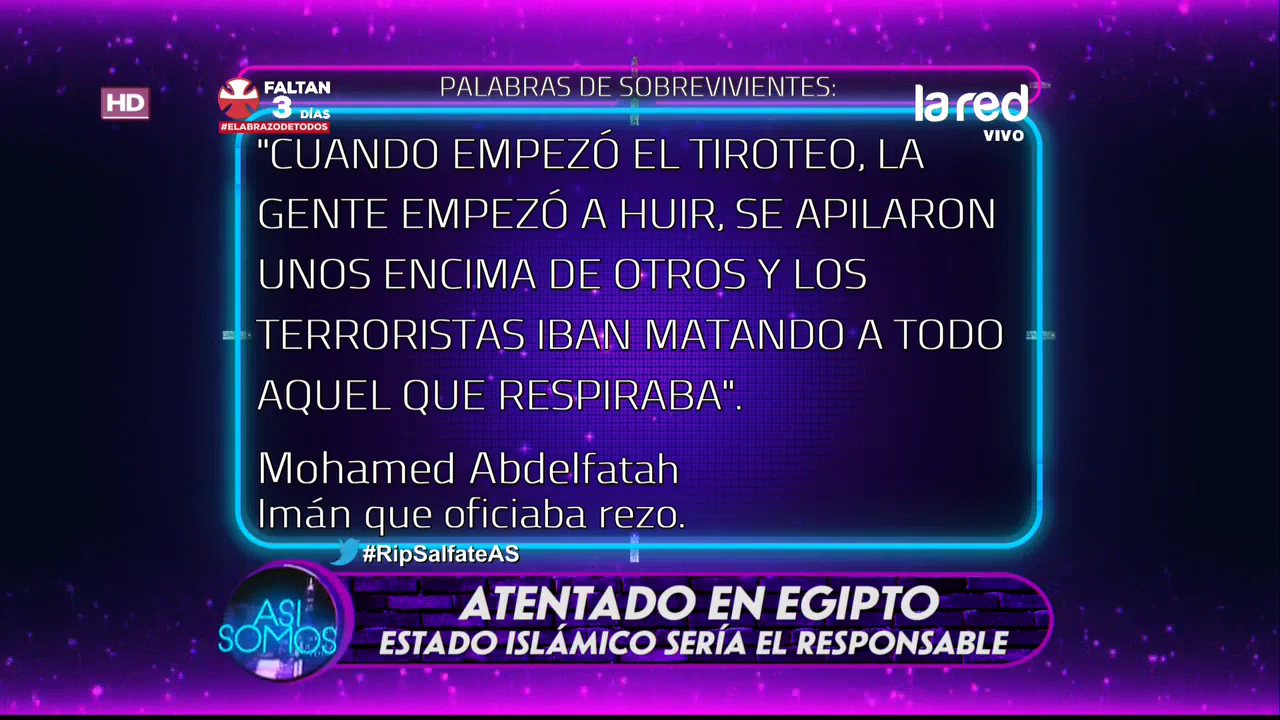 HD
FALTAN
3 DÍAS
#ELABRAZODETODOS
PALABRAS DE SOBREVIVIENTES:
la red
VIVO
"CUANDO EMPEZÓ EL TIROTEO, LA
GENTE EMPEZÓ A HUIR, SE APILARON
UNOS ENCIMA DE OTROS Y LOS
TERRORISTAS IBAN MATANDO A TODO
AQUEL QUE RESPIRABA".
Mohamed Abdelfatah
Imán que oficiaba rezo.
#RipSalfateAS
ASI
SOMOS
ATENTADO EN EGIPTO
ESTADO ISLÁMICO SERÍA EL RESPONSABLE